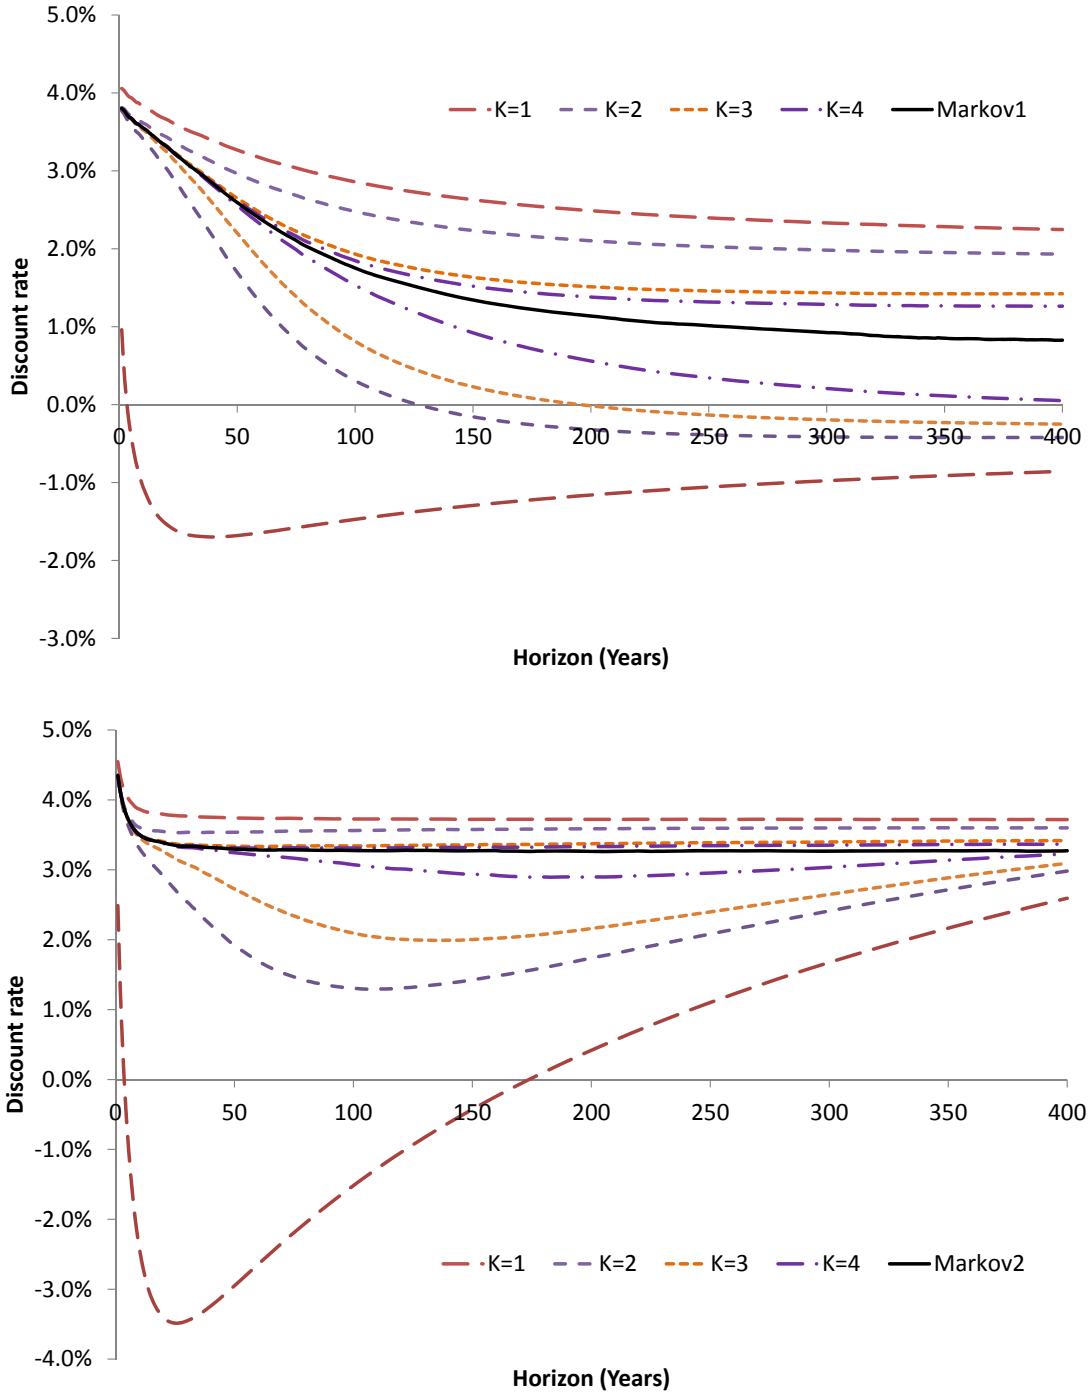 5.0%
4.0%
K=1 K=2 K=3 K=4 Markov1
3.0%
2.0%
1.0%
Discount rate
0.0%
0 50 100 150 200 250 300 350 400
-1.0%
-2.0%
-3.0%
Horizon (Years)
5.0%
4.0%
3.0%
2.0%
1.0%
Discount rate
0.0%
0 50 100 150 200 250 300 350 400
-1.0%
-2.0%
K=1 K=2 K=3 K=4 Markov2
-3.0%
-4.0%
Horizon (Years)